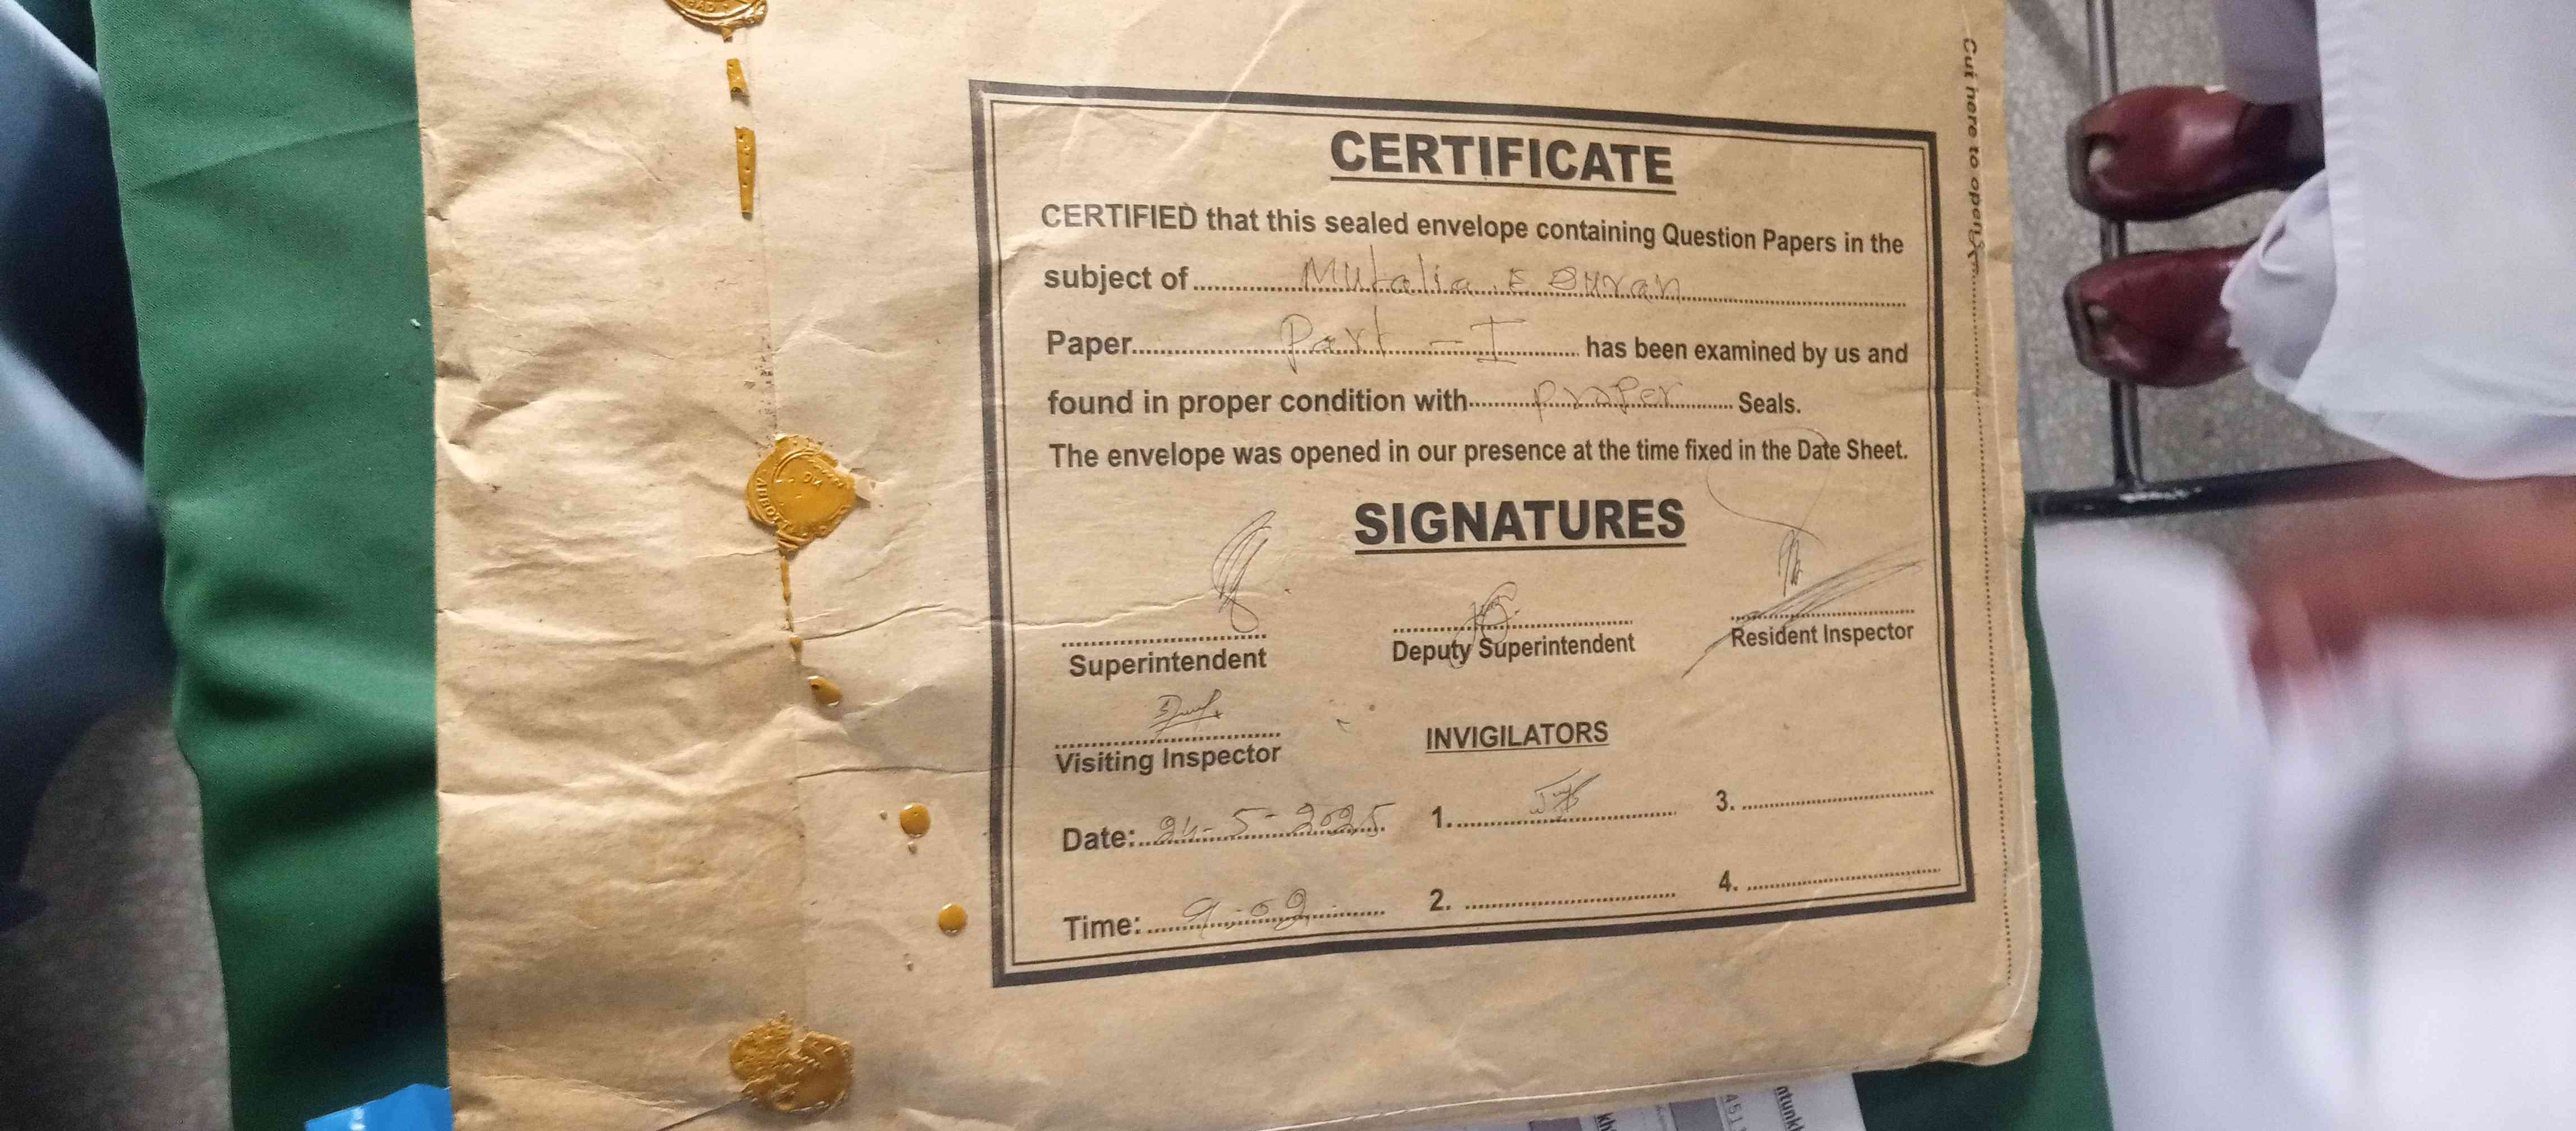 CERTIFICATE
CERTIFIED that this sealed envelope containing Question Papers in the
subject of Mutalia E Quran
Paper Part - I has been examined by us and
found in proper condition with proper Seals.
The envelope was opened in our presence at the time fixed in the Date Sheet.
SIGNATURES
Superintendent
Deputy Superintendent
Resident Inspector
Visiting Inspector
INVIGILATORS
Date: 24-5-2025
1.
3.
Time: 9:02
2.
4.
Cut here to open
ABBOTT